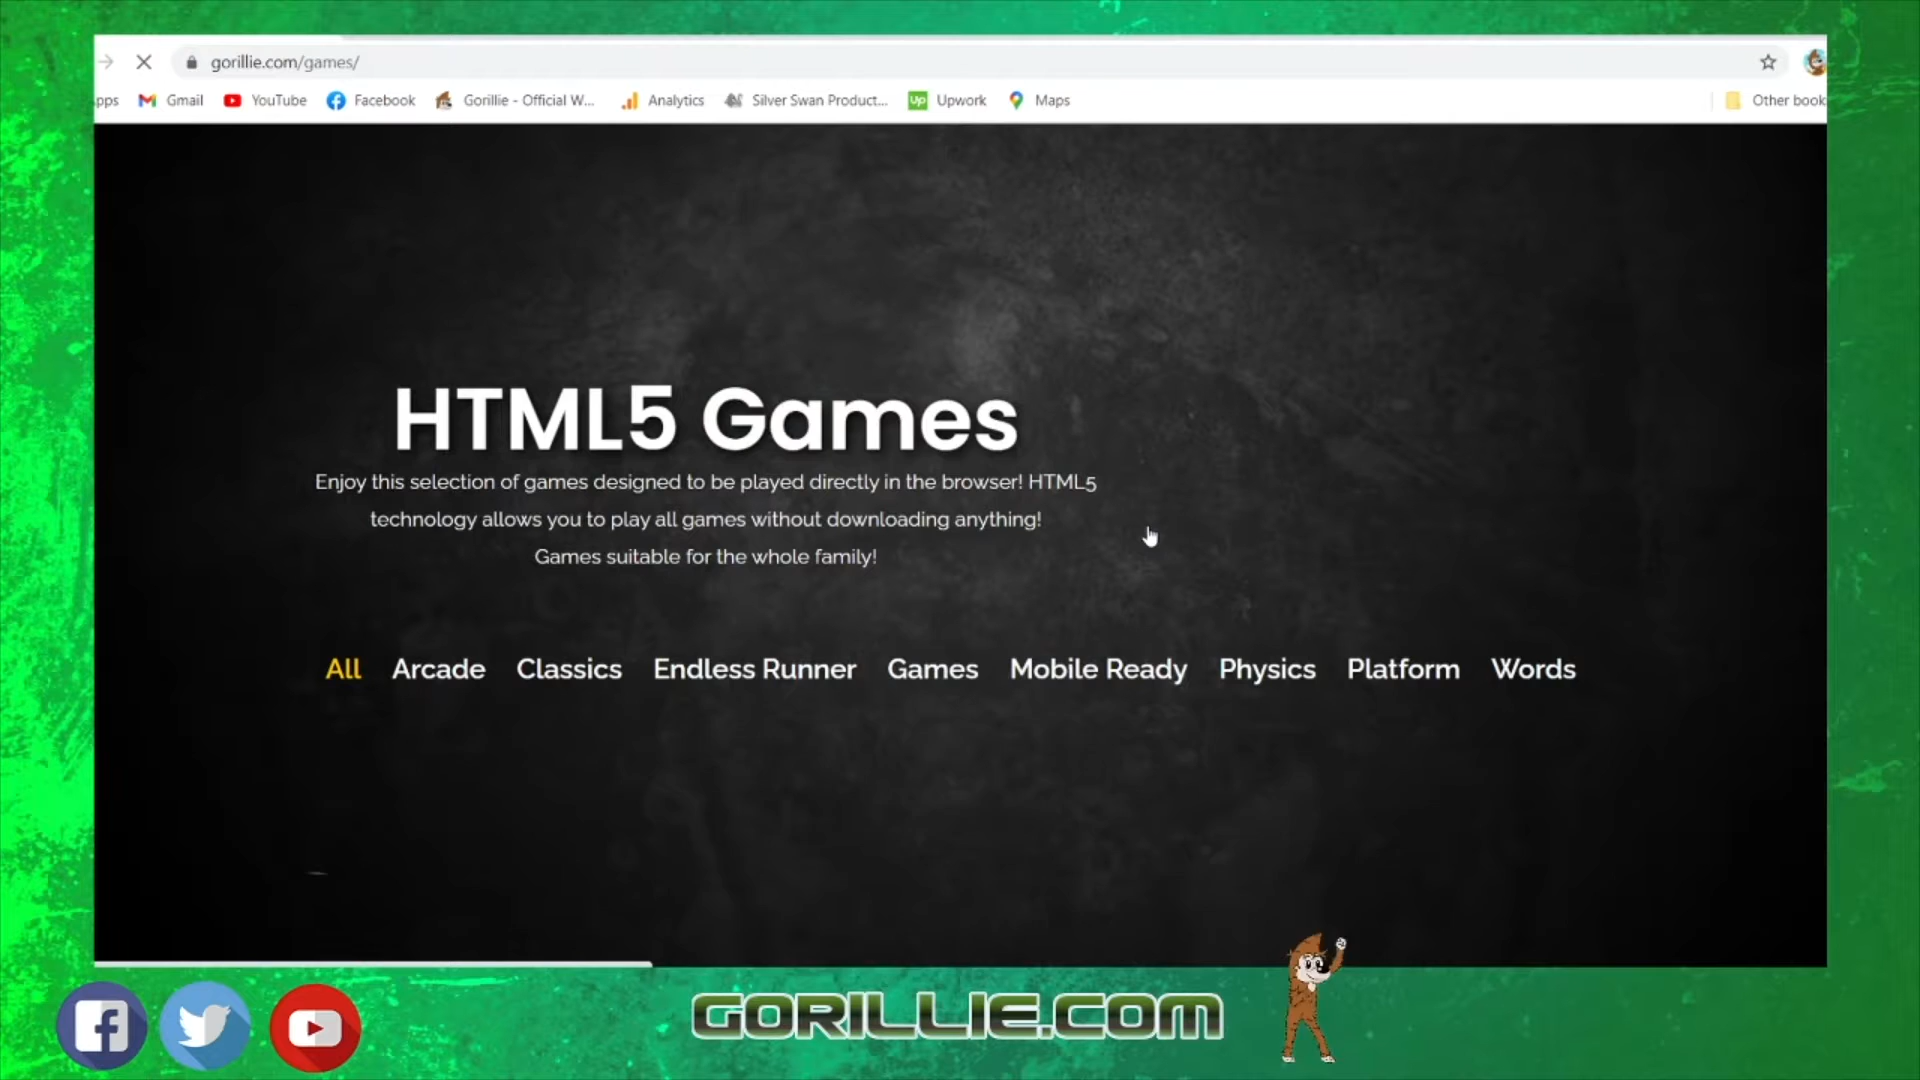 gorillie.com/games/
Gmail YouTube Facebook Gorillie - Official W... Analytics Silver Swan Product... Upwork Maps Other book
HTML5 Games
Enjoy this selection of games designed to be played directly in the browser! HTML5
technology allows you to play all games without downloading anything!
Games suitable for the whole family!
All Arcade Classics Endless Runner Games Mobile Ready Physics Platform Words
GORILLIE.COM